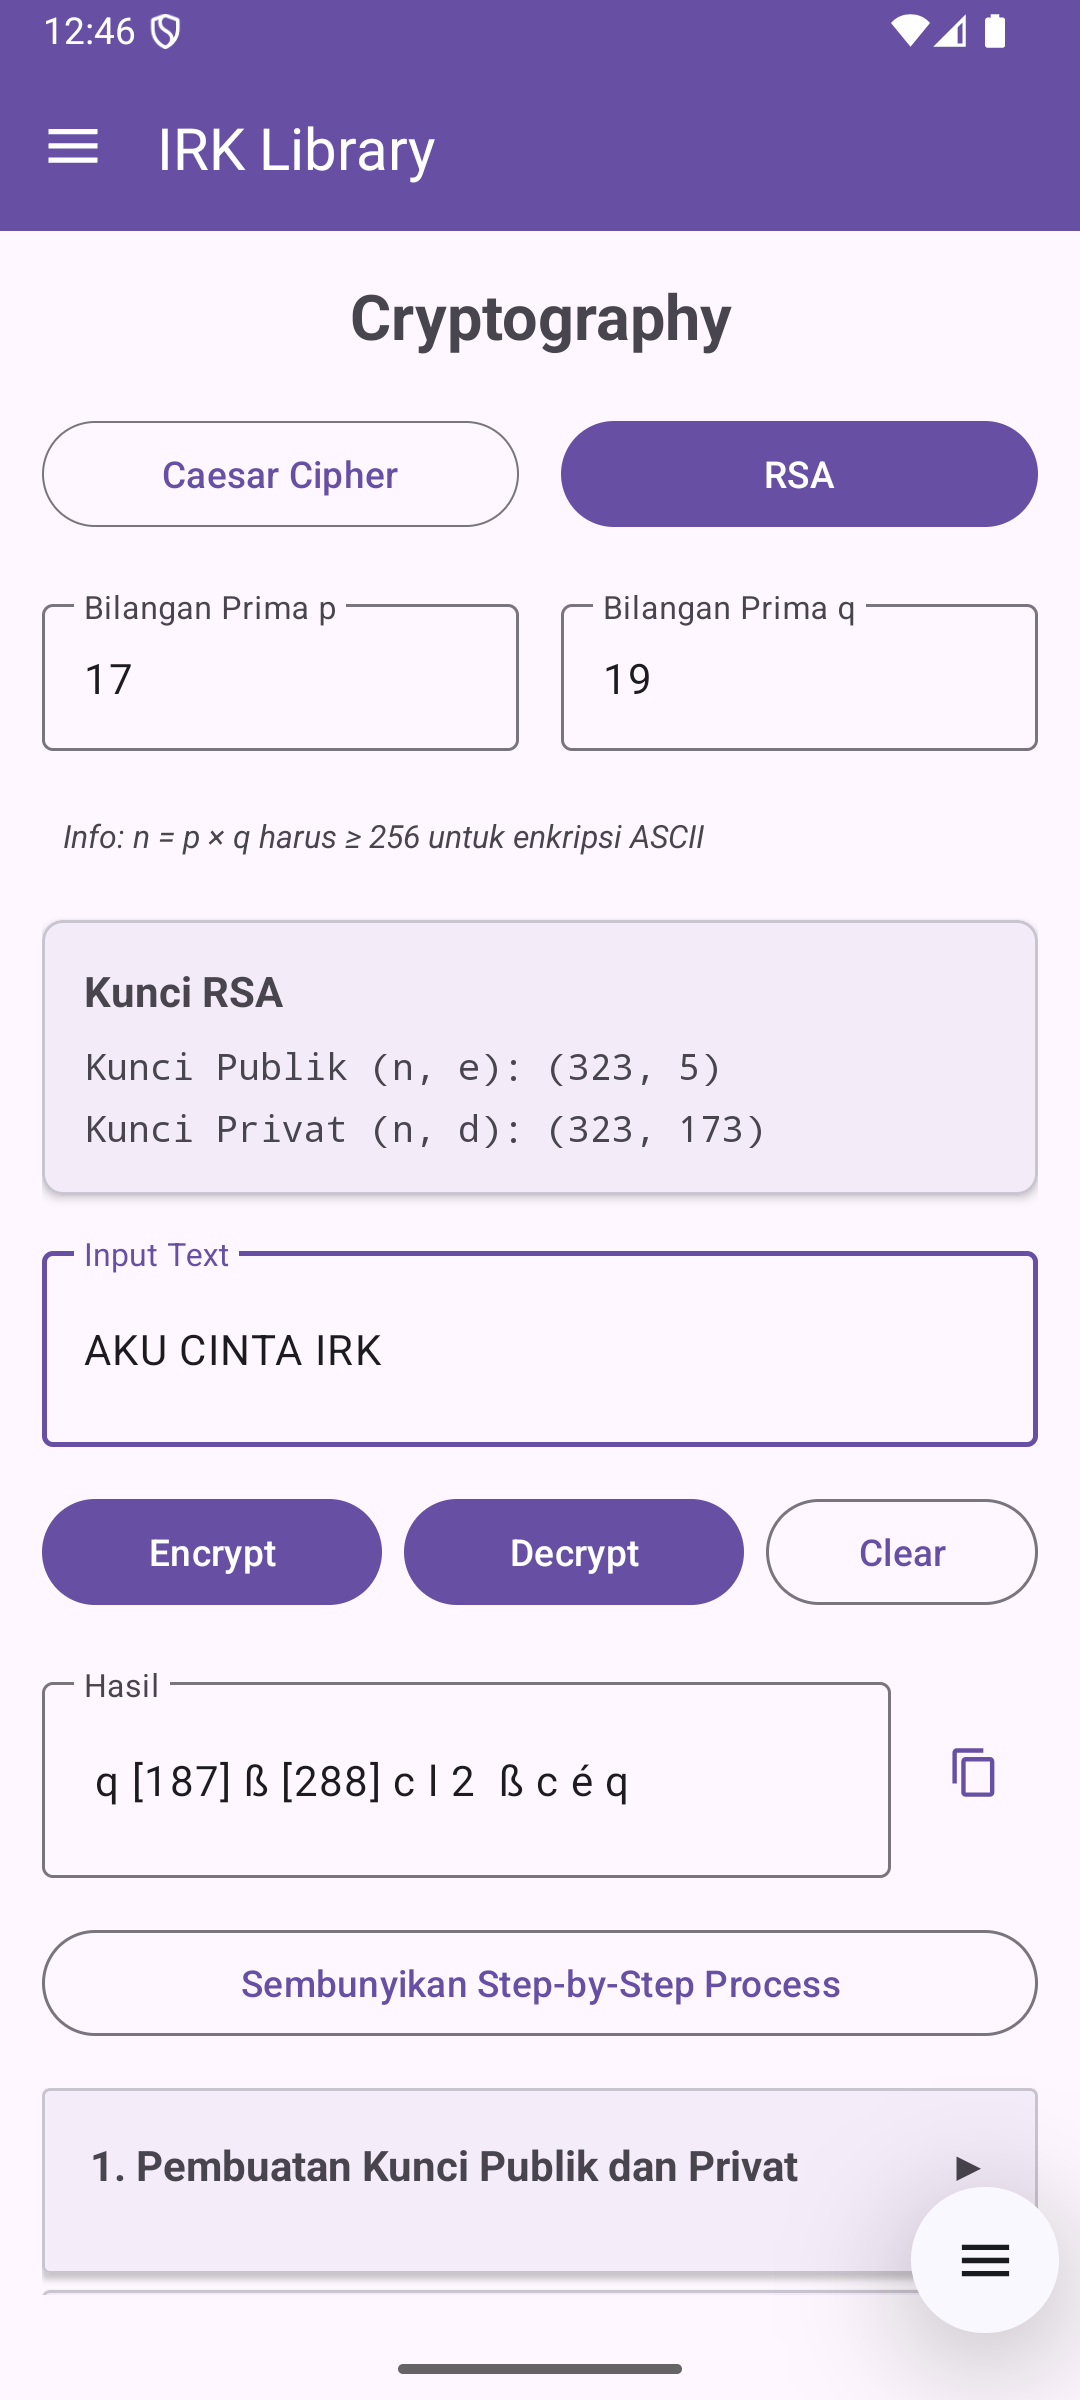 12:46
IRK Library
Cryptography
Caesar Cipher
RSA
Bilangan Prima p
17
Bilangan Prima q
19
Info: n = p × q harus ≥ 256 untuk enkripsi ASCII
Kunci RSA
Kunci Publik (n, e): (323, 5)
Kunci Privat (n, d): (323, 173)
Input Text
AKU CINTA IRK
Encrypt
Decrypt
Clear
Hasil
q [187] ß [288] c l 2  ß c é q
Sembunyikan Step-by-Step Process
1. Pembuatan Kunci Publik dan Privat